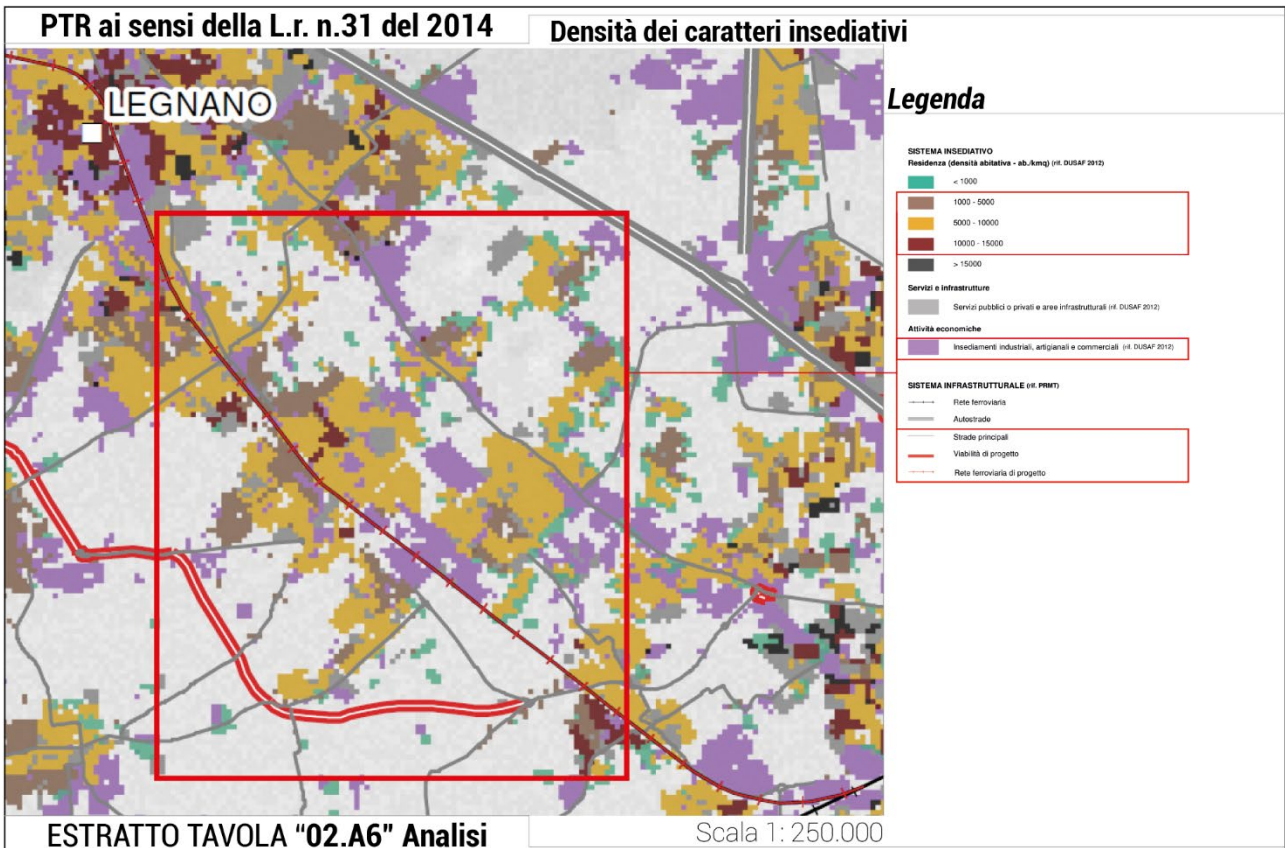 PTR ai sensi della L.r. n.31 del 2014
Densità dei caratteri insediativi
LEGNANO
Legenda
SISTEMA INSEDIATIVO
Residenza (densità abitativa - ab./kmq) (rif. DUSAF 2012)
< 1000
1000 - 5000
5000 - 10000
10000 - 15000
> 15000
Servizi e infrastrutture
Servizi pubblici o privati e aree infrastrutturali (rif. DUSAF 2012)
Attività economiche
Insediamenti industriali, artigianali e commerciali (rif. DUSAF 2012)
SISTEMA INFRASTRUTTURALE (rif. PRMT)
Rete ferroviaria
Autostrade
Strade principali
Viabilità di progetto
Rete ferroviaria di progetto
ESTRATTO TAVOLA "02.A6" Analisi
Scala 1: 250.000